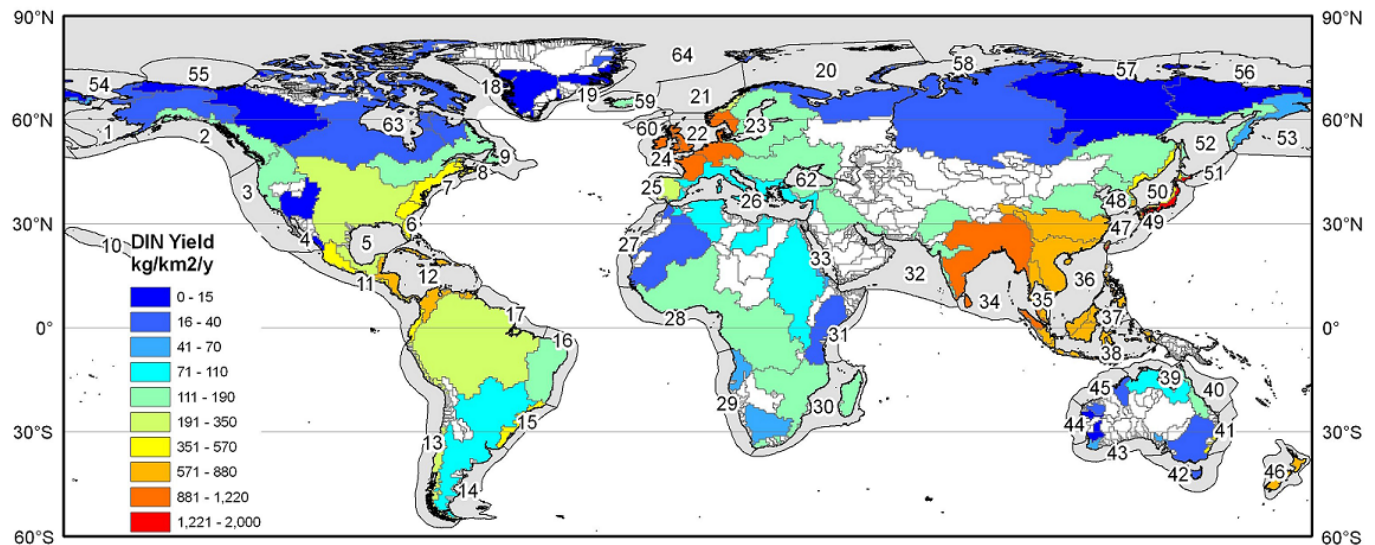 90°N
90°N
64
20
58
57
56
55
54
18
19
59
21
60°N
60°N
1
2
63
60
22
23
52
53
9
24
8
7
3
25
26
62
48
50
51
30°N
30°N
4
5
6
47
49
10
DIN Yield
kg/km2/y
11
12
27
33
32
34
35
36
37
0 - 15
16 - 40
41 - 70
71 - 110
111 - 190
191 - 350
351 - 570
571 - 880
881 - 1,220
1,221 - 2,000
17
28
31
0°
0°
16
38
39
45
40
29
30
15
13
44
43
41
30°S
30°S
14
42
46
60°S
60°S